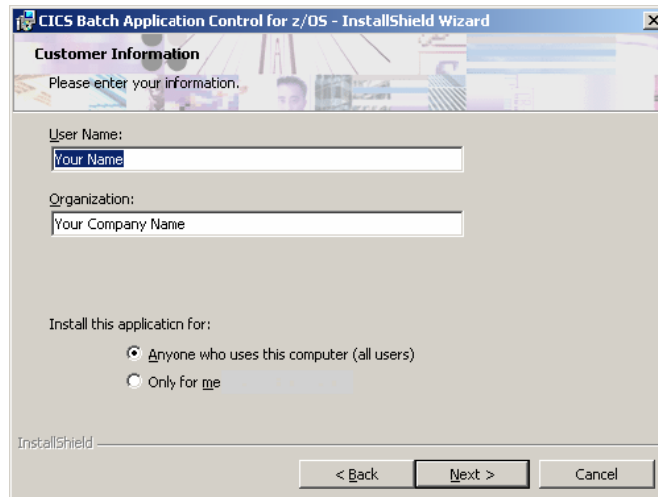 CICS Batch Application Control for z/OS - InstallShield Wizard
Customer Information
Please enter your information.
User Name:
Your Name
Organization:
Your Company Name
Install this application for:
Anyone who uses this computer (all users)
Only for me
InstallShield
< Back Next > Cancel